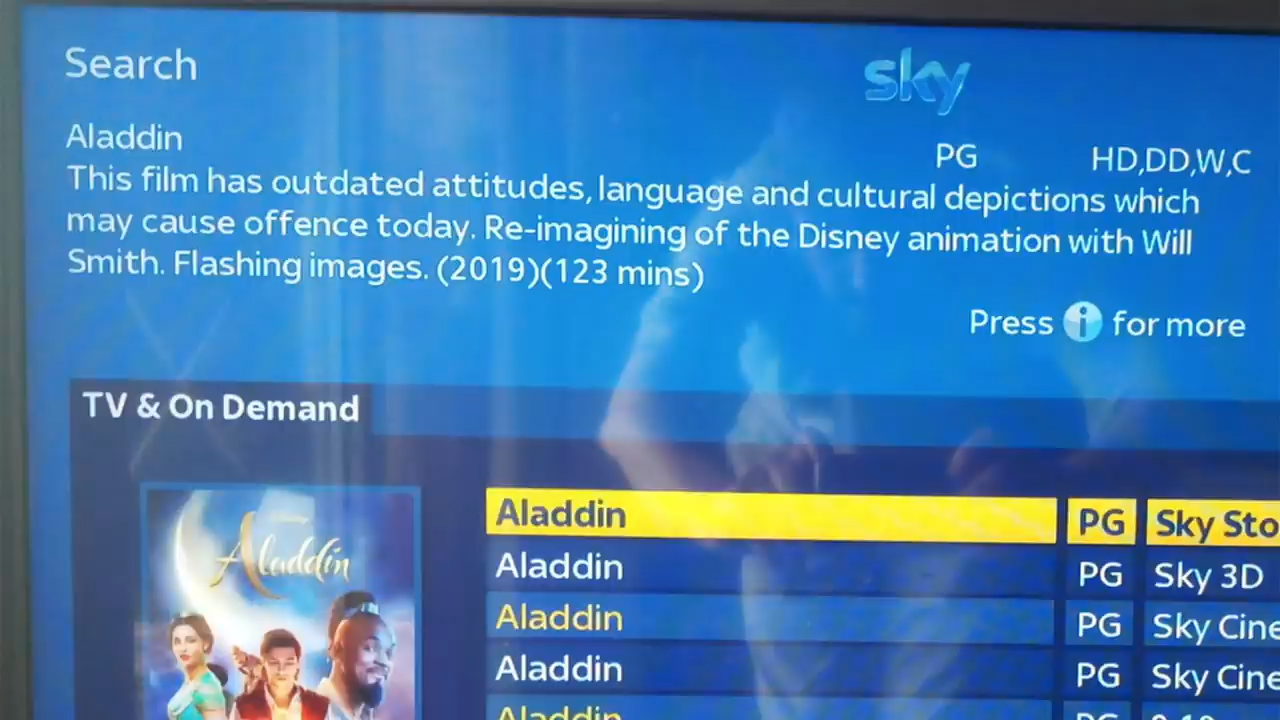 Search
sky
Aladdin
PG
HD,DD,W,C
This film has outdated attitudes, language and cultural depictions which
may cause offence today. Re-imagining of the Disney animation with Will
Smith. Flashing images. (2019)(123 mins)
Press i for more
TV & On Demand
Aladdin
Aladdin PG Sky Sto
Aladdin PG Sky 3D
Aladdin PG Sky Cine
Aladdin PG Sky Cine
Aladdin